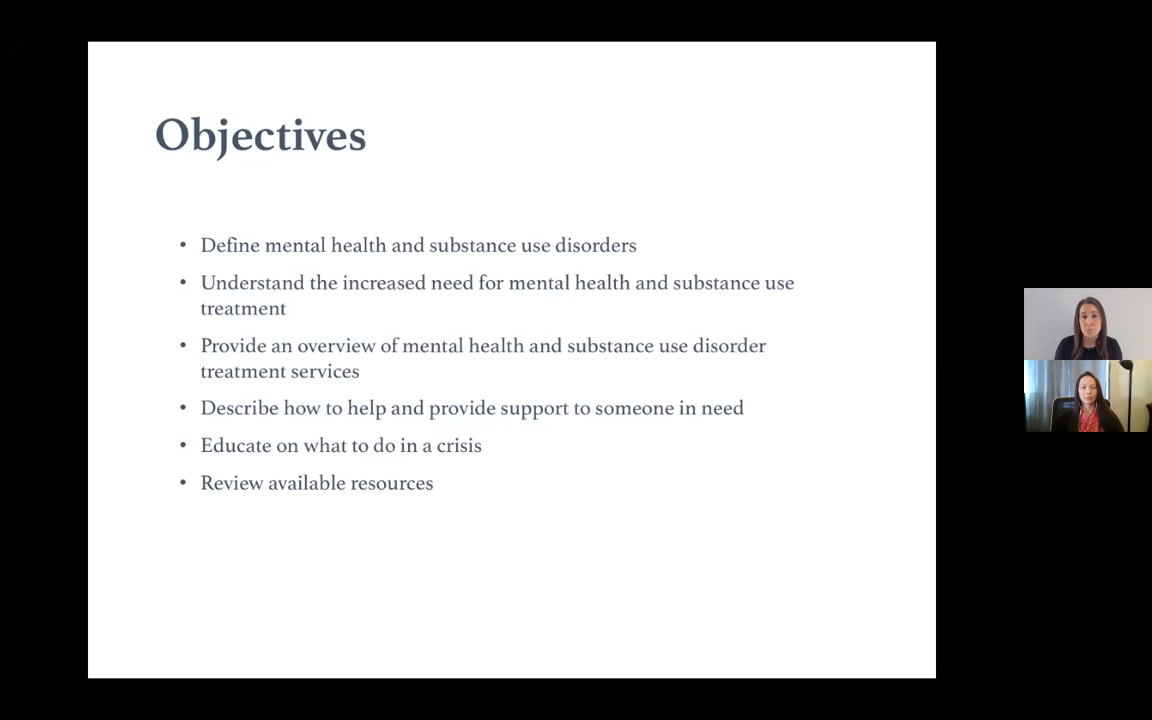 Objectives
• Define mental health and substance use disorders
• Understand the increased need for mental health and substance use
treatment
• Provide an overview of mental health and substance use disorder
treatment services
• Describe how to help and provide support to someone in need
• Educate on what to do in a crisis
• Review available resources